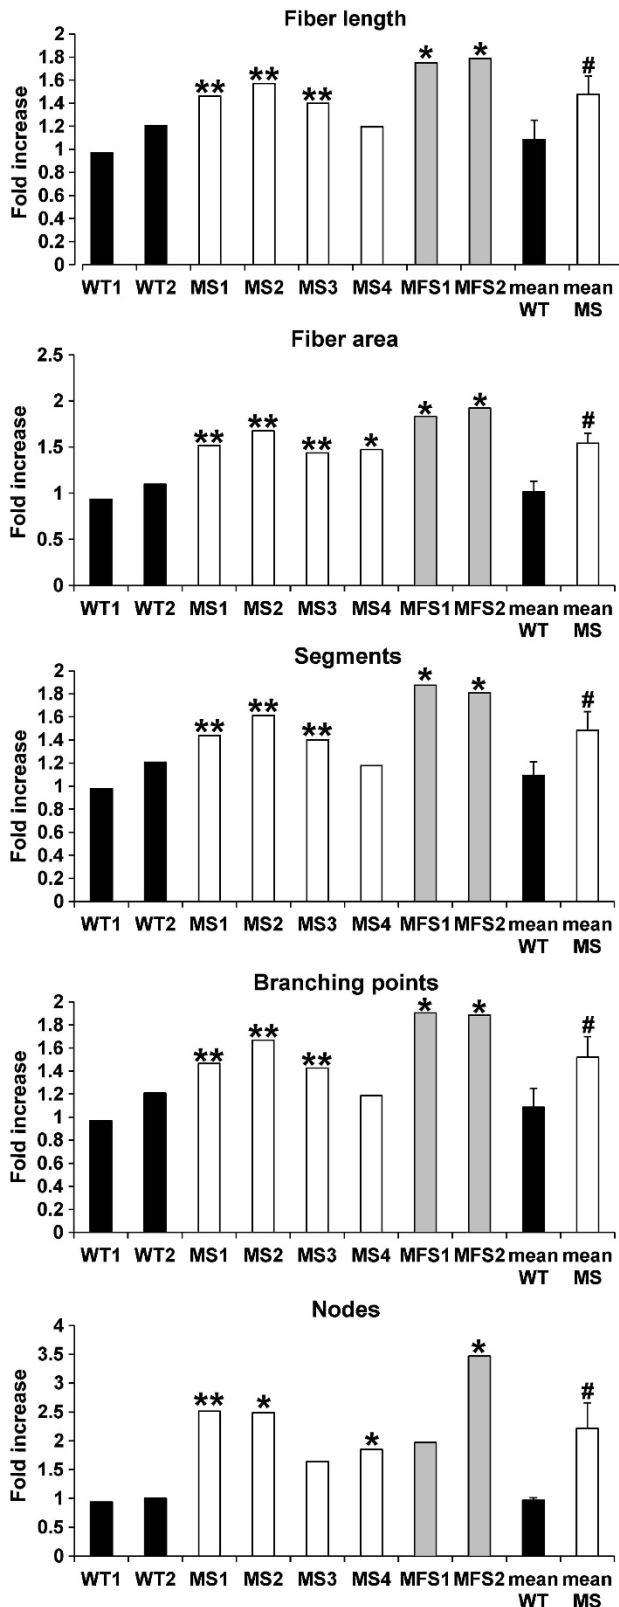 Fiber length
Fold increase
2
1.8
1.6
1.4
1.2
1
0.8
0.6
0.4
0.2
0
** ** ** * * #
WT1 WT2 MS1 MS2 MS3 MS4 MFS1 MFS2 mean mean
WT MS
Fiber area
Fold increase
2.5
2
1.5
1
0.5
0
** ** ** * * * #
WT1 WT2 MS1 MS2 MS3 MS4 MFS1 MFS2 mean mean
WT MS
Segments
Fold increase
2
1.8
1.6
1.4
1.2
1
0.8
0.6
0.4
0.2
0
** ** ** * * #
WT1 WT2 MS1 MS2 MS3 MS4 MFS1 MFS2 mean mean
WT MS
Branching points
Fold increase
2
1.8
1.6
1.4
1.2
1
0.8
0.6
0.4
0.2
0
** ** ** * * #
WT1 WT2 MS1 MS2 MS3 MS4 MFS1 MFS2 mean mean
WT MS
Nodes
Fold increase
4
3.5
3
2.5
2
1.5
1
0.5
0
** * * * #
WT1 WT2 MS1 MS2 MS3 MS4 MFS1 MFS2 mean mean
WT MS